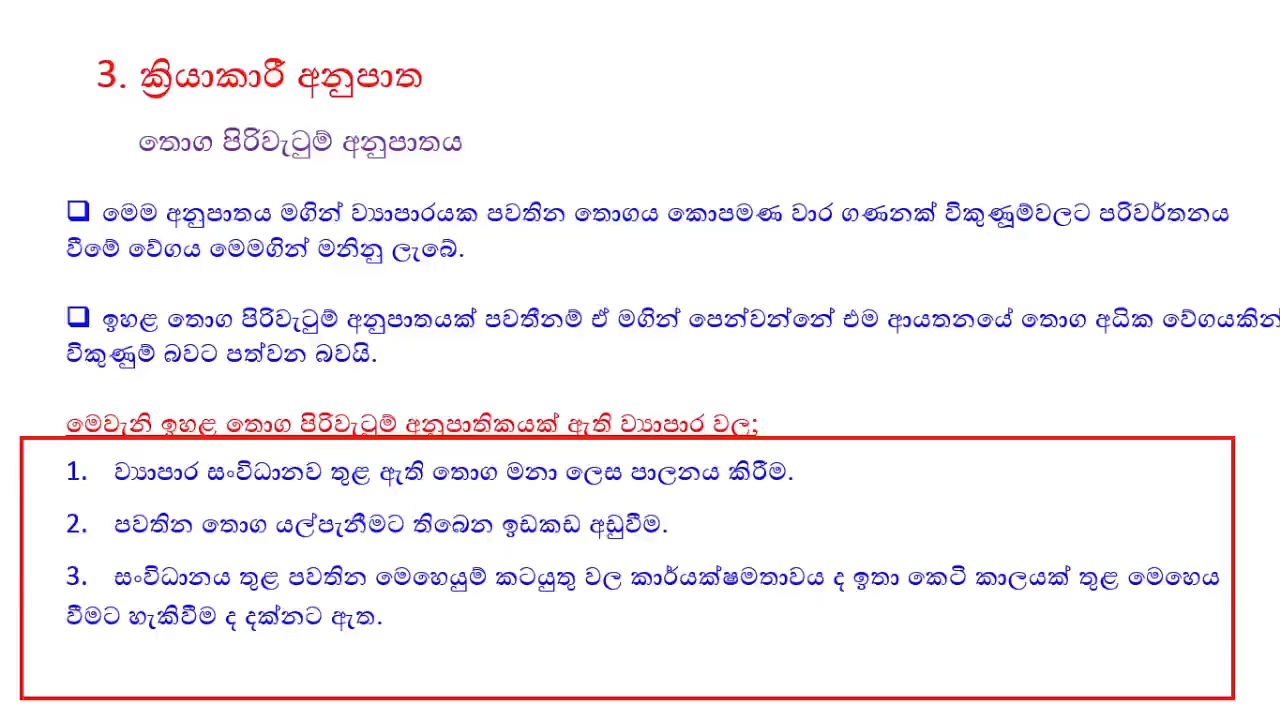 3. ක්‍රියාකාරී අනුපාත
තොග පිරිවැටුම් අනුපාතය
❑ මෙම අනුපාතය මගින් ව්‍යාපාරයක පවතින තොගය කොපමණ වාර ගණනක් විකුණූම්වලට පරිවර්තනය
වීමේ වේගය මෙමගින් මනිනු ලැබේ.
❑ ඉහළ තොග පිරිවැටුම් අනුපාතයක් පවතීනම් ඒ මගින් පෙන්වන්නේ එම ආයතනයේ තොග අධික වේගයකින්
විකුණුම් බවට පත්වන බවයි.
මෙවැනි ඉහළ තොග පිරිවැටුම් අනුපාතිකයක් ඇති ව්‍යාපාර වල;
1. ව්‍යාපාර සංවිධානව තුළ ඇති තොග මනා ලෙස පාලනය කිරීම.
2. පවතින තොග යල්පැනීමට තිබෙන ඉඩකඩ අඩුවීම.
3. සංවිධානය තුළ පවතින මෙහෙයුම් කටයුතු වල කාර්යක්ෂමතාවය ද ඉතා කෙටි කාලයක් තුළ මෙහෙය
වීමට හැකිවීම ද දක්නට ඇත.